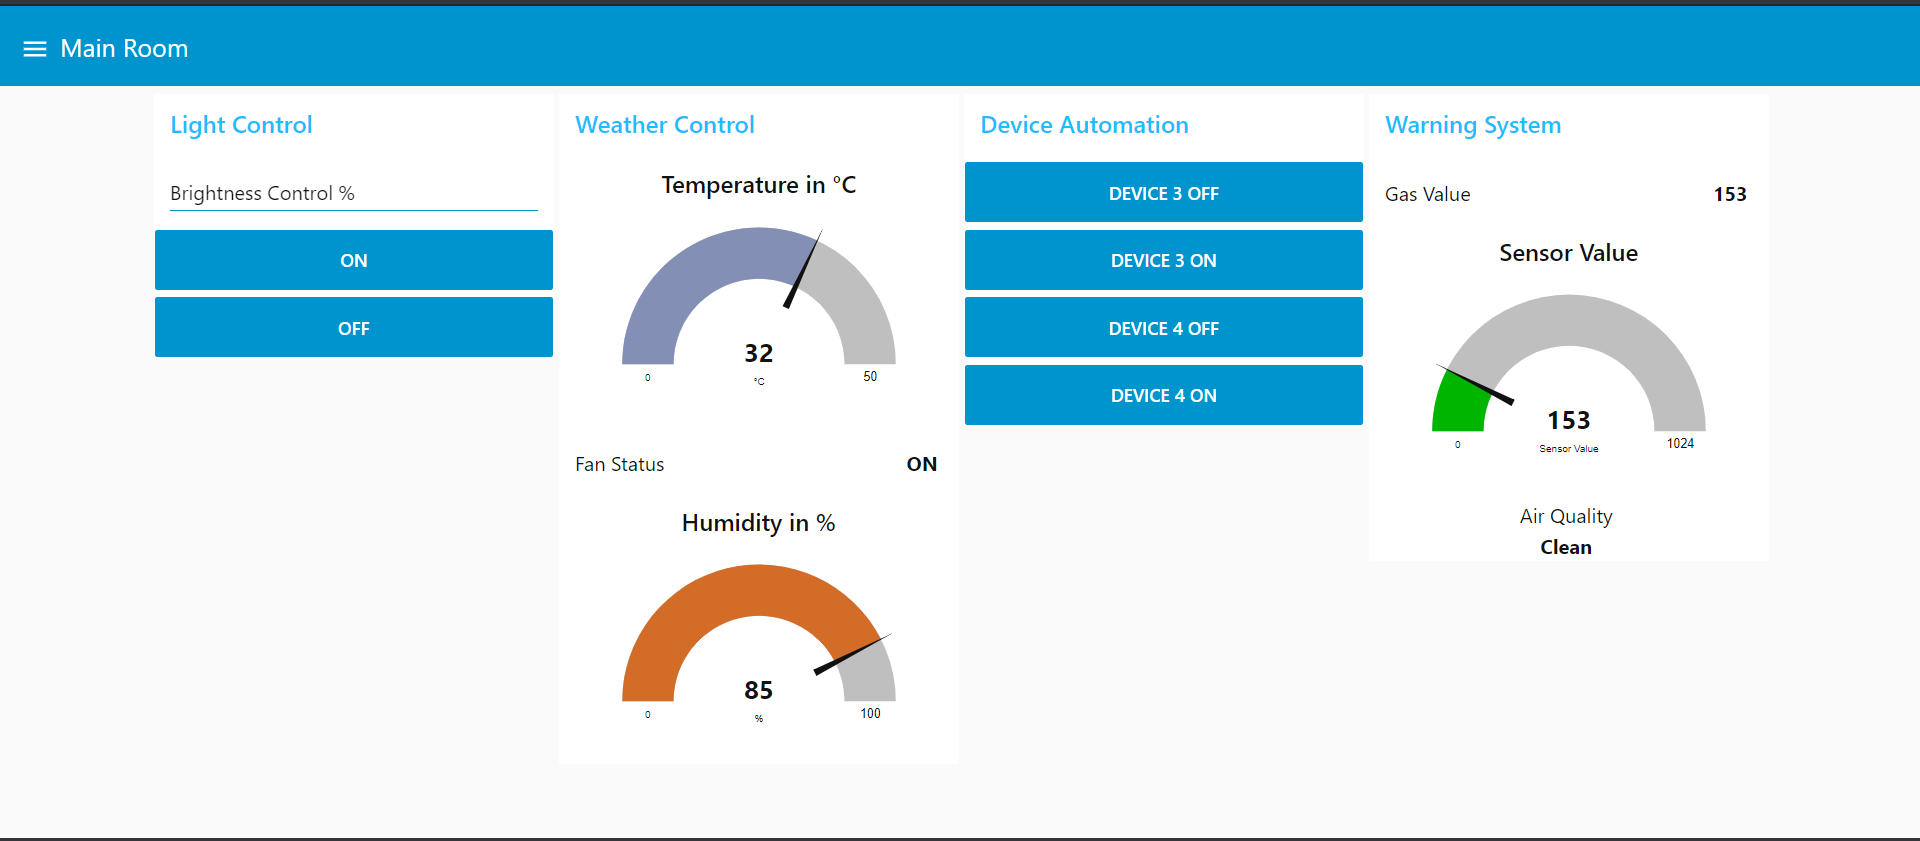 Main Room
Light Control
Brightness Control %
ON
OFF
Weather Control
Temperature in °C
32
°C
0
50
Fan Status
ON
Humidity in %
85
%
0
100
Device Automation
DEVICE 3 OFF
DEVICE 3 ON
DEVICE 4 OFF
DEVICE 4 ON
Warning System
Gas Value
153
Sensor Value
153
Sensor Value
0
1024
Air Quality
Clean